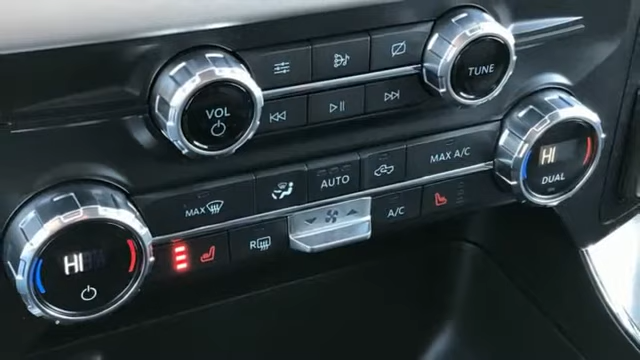 VOL
TUNE
MAX
AUTO
MAX A/C
HI
DUAL
HI
R
A/C